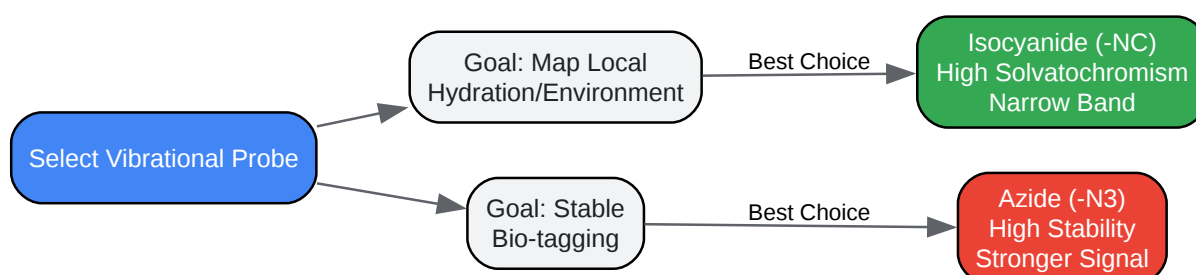 Select Vibrational Probe
Goal: Map Local
Hydration/Environment
Best Choice
Isocyanide (-NC)
High Solvatochromism
Narrow Band
Goal: Stable
Bio-tagging
Best Choice
Azide (-N3)
High Stability
Stronger Signal